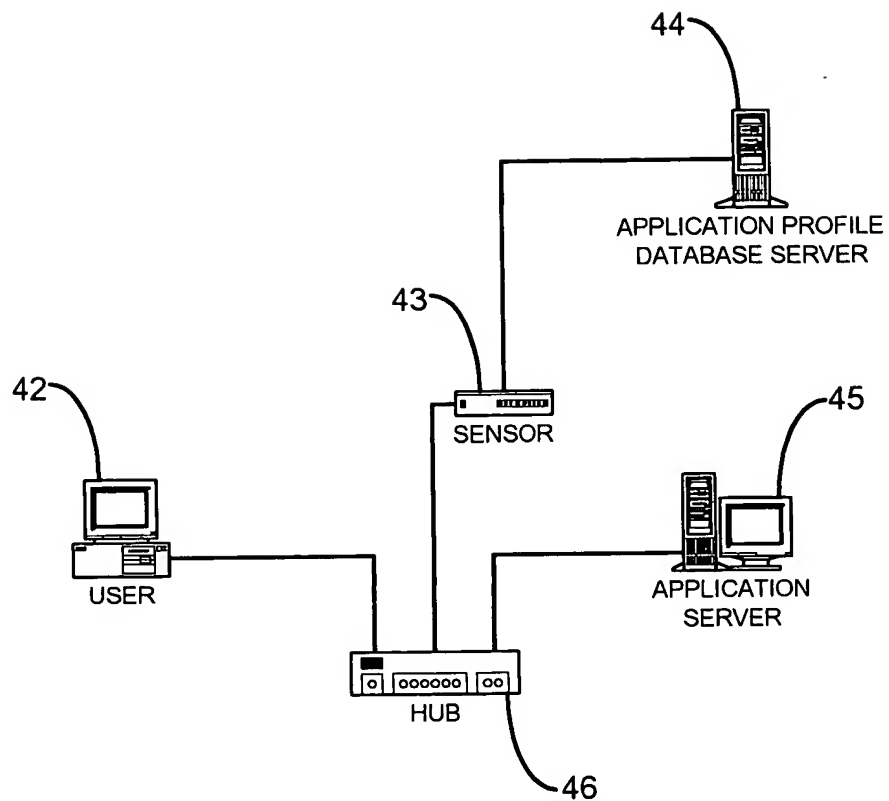 44
APPLICATION PROFILE
DATABASE SERVER
43
SENSOR
42
USER
45
APPLICATION
SERVER
HUB
46